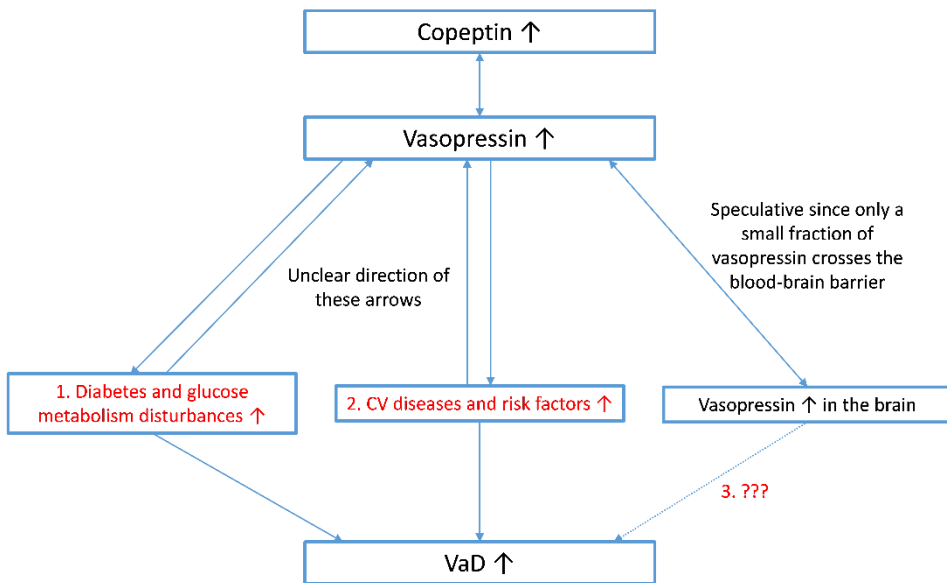 Copeptin ↑
Vasopressin ↑
Speculative since only a
small fraction of
vasopressin crosses the
blood-brain barrier
Unclear direction of
these arrows
1. Diabetes and glucose
metabolism disturbances ↑
2. CV diseases and risk factors ↑
Vasopressin ↑ in the brain
3. ???
VaD ↑